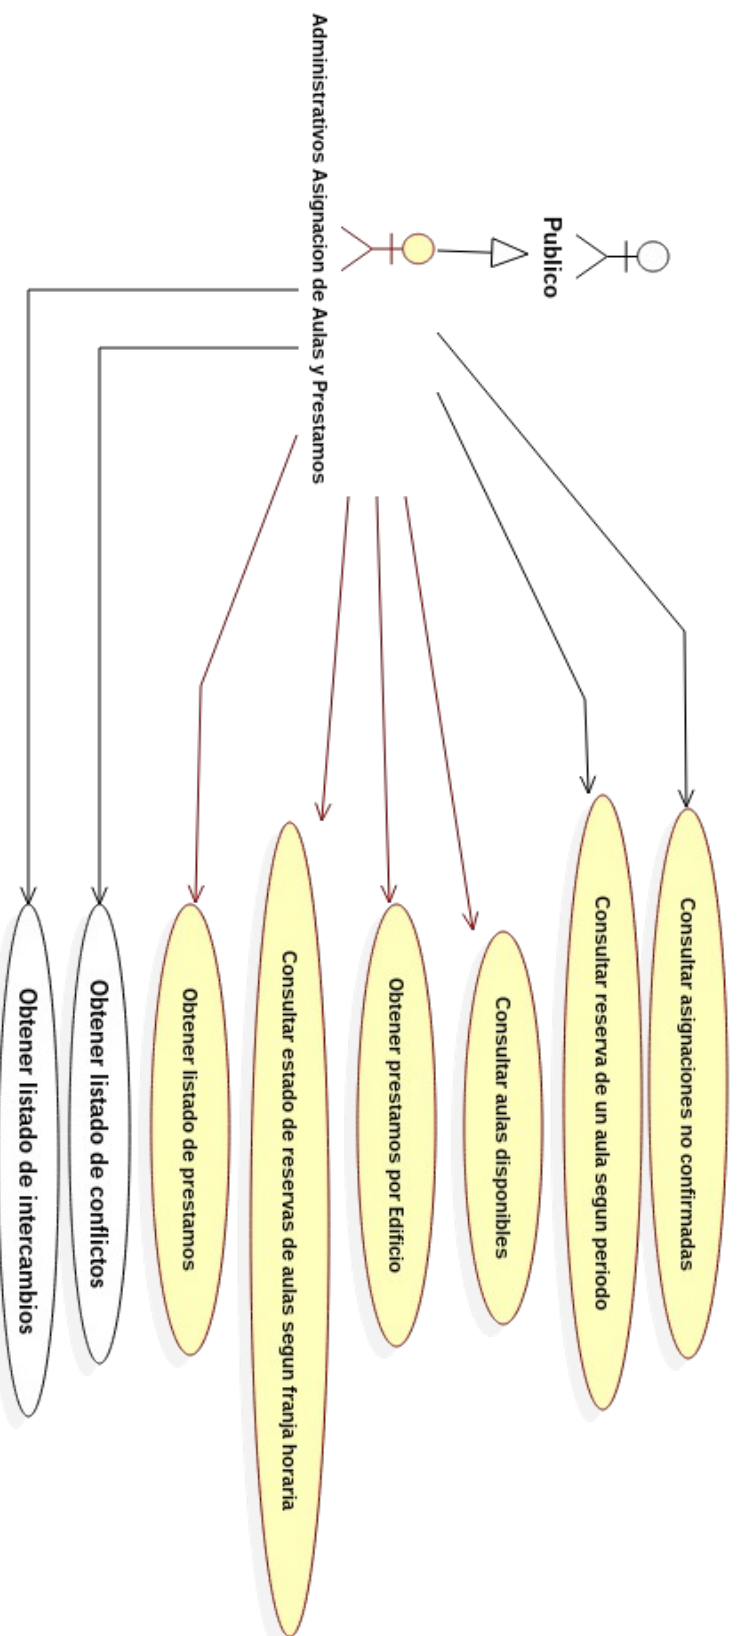 Publico
Administrativos Asignacion de Aulas y Prestamos
Consultar asignaciones no confirmadas
Consultar reserva de un aula segun periodo
Consultar aulas disponibles
Obtener prestamos por Edificio
Consultar estado de reservas de aulas segun franja horaria
Obtener listado de prestamos
Obtener listado de conflictos
Obtener listado de intercambios